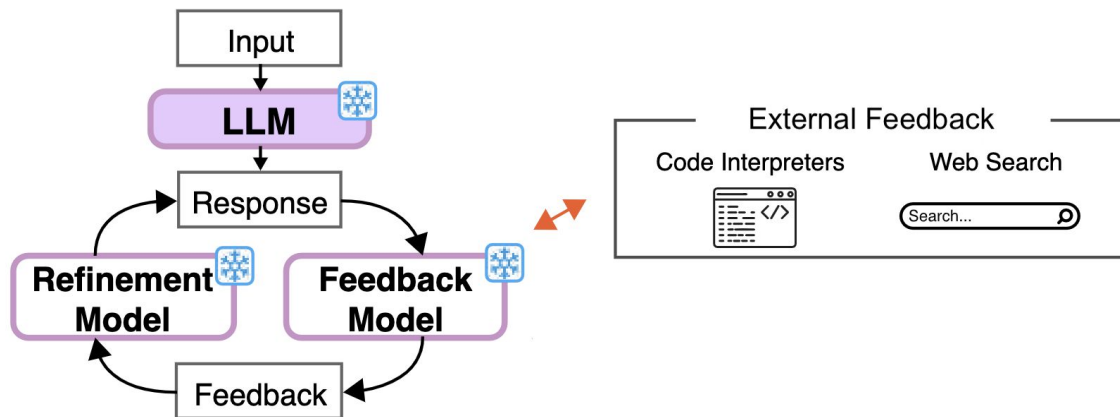 Input
LLM
Response
Refinement
Model
Feedback
Model
Feedback
External Feedback
Code Interpreters
Web Search
</>
Search...